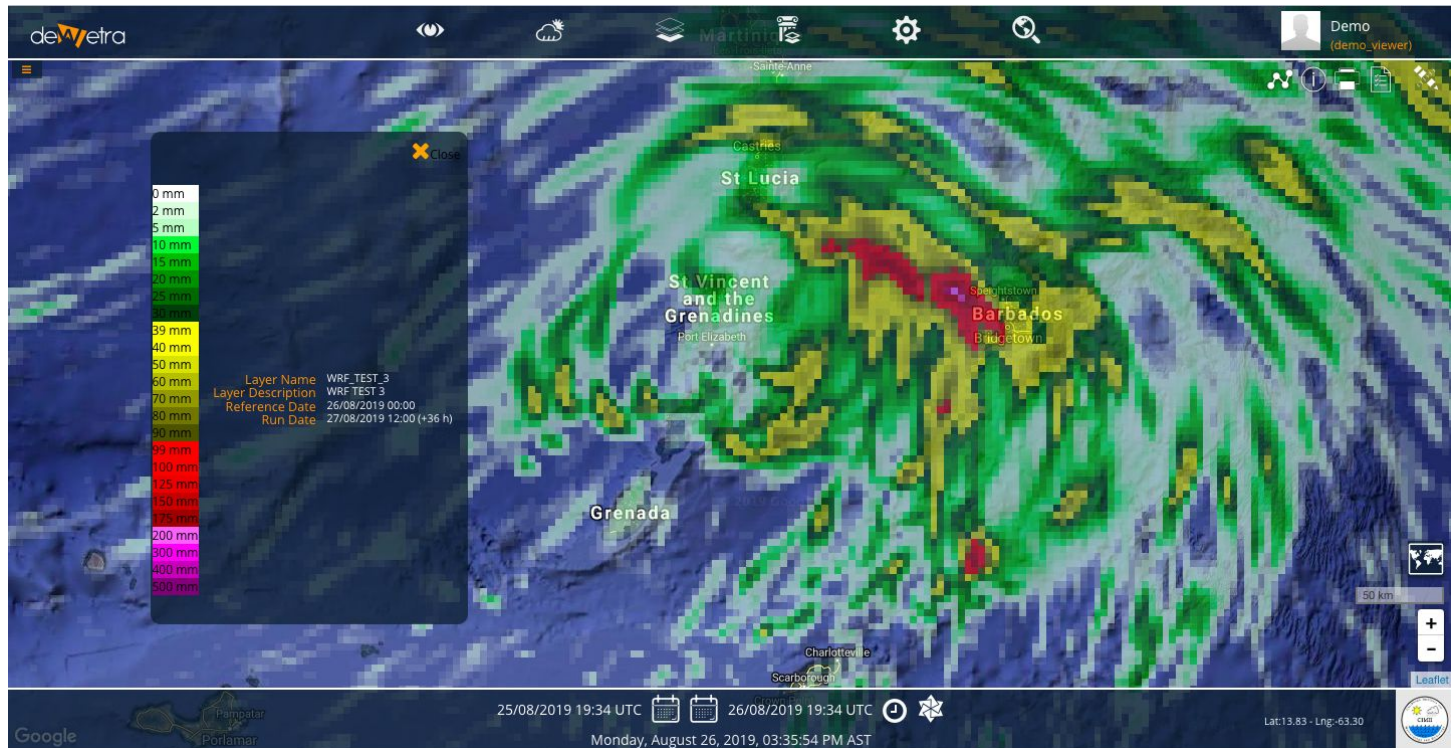 dewetra
Demo
(demo_viewer)
Martinique
Sainte-Anne
Close
0 mm
2 mm
5 mm
10 mm
15 mm
20 mm
25 mm
30 mm
39 mm
40 mm
50 mm
60 mm
70 mm
80 mm
90 mm
99 mm
100 mm
125 mm
150 mm
175 mm
200 mm
300 mm
400 mm
500 mm
Layer Name WRF_TEST_3
Layer Description WRF TEST 3
Reference Date 26/08/2019 00:00
Run Date 27/08/2019 12:00 (+36 h)
Castries
St Lucia
St Vincent
and the
Grenadines
Port Elizabeth
Speightstown
Barbados
Bridgetown
Grenada
50 km
+
−
Charlotteville
Scarborough
Leaflet
Pampatar
Porlamar
Google
25/08/2019 19:34 UTC 26/08/2019 19:34 UTC
Monday, August 26, 2019, 03:35:54 PM AST
Lat:13.83 - Lng:-63.30
CIMH